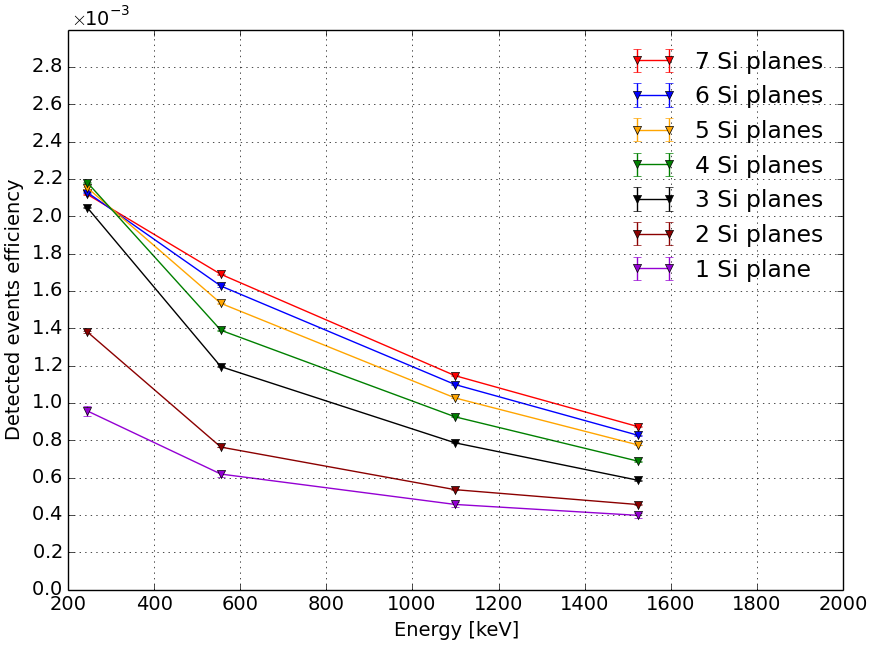 ×10⁻³
2.8
2.6
2.4
2.2
2.0
1.8
1.6
1.4
1.2
1.0
0.8
0.6
0.4
0.2
0.0
Detected events efficiency
7 Si planes
6 Si planes
5 Si planes
4 Si planes
3 Si planes
2 Si planes
1 Si plane
200 400 600 800 1000 1200 1400 1600 1800 2000
Energy [keV]